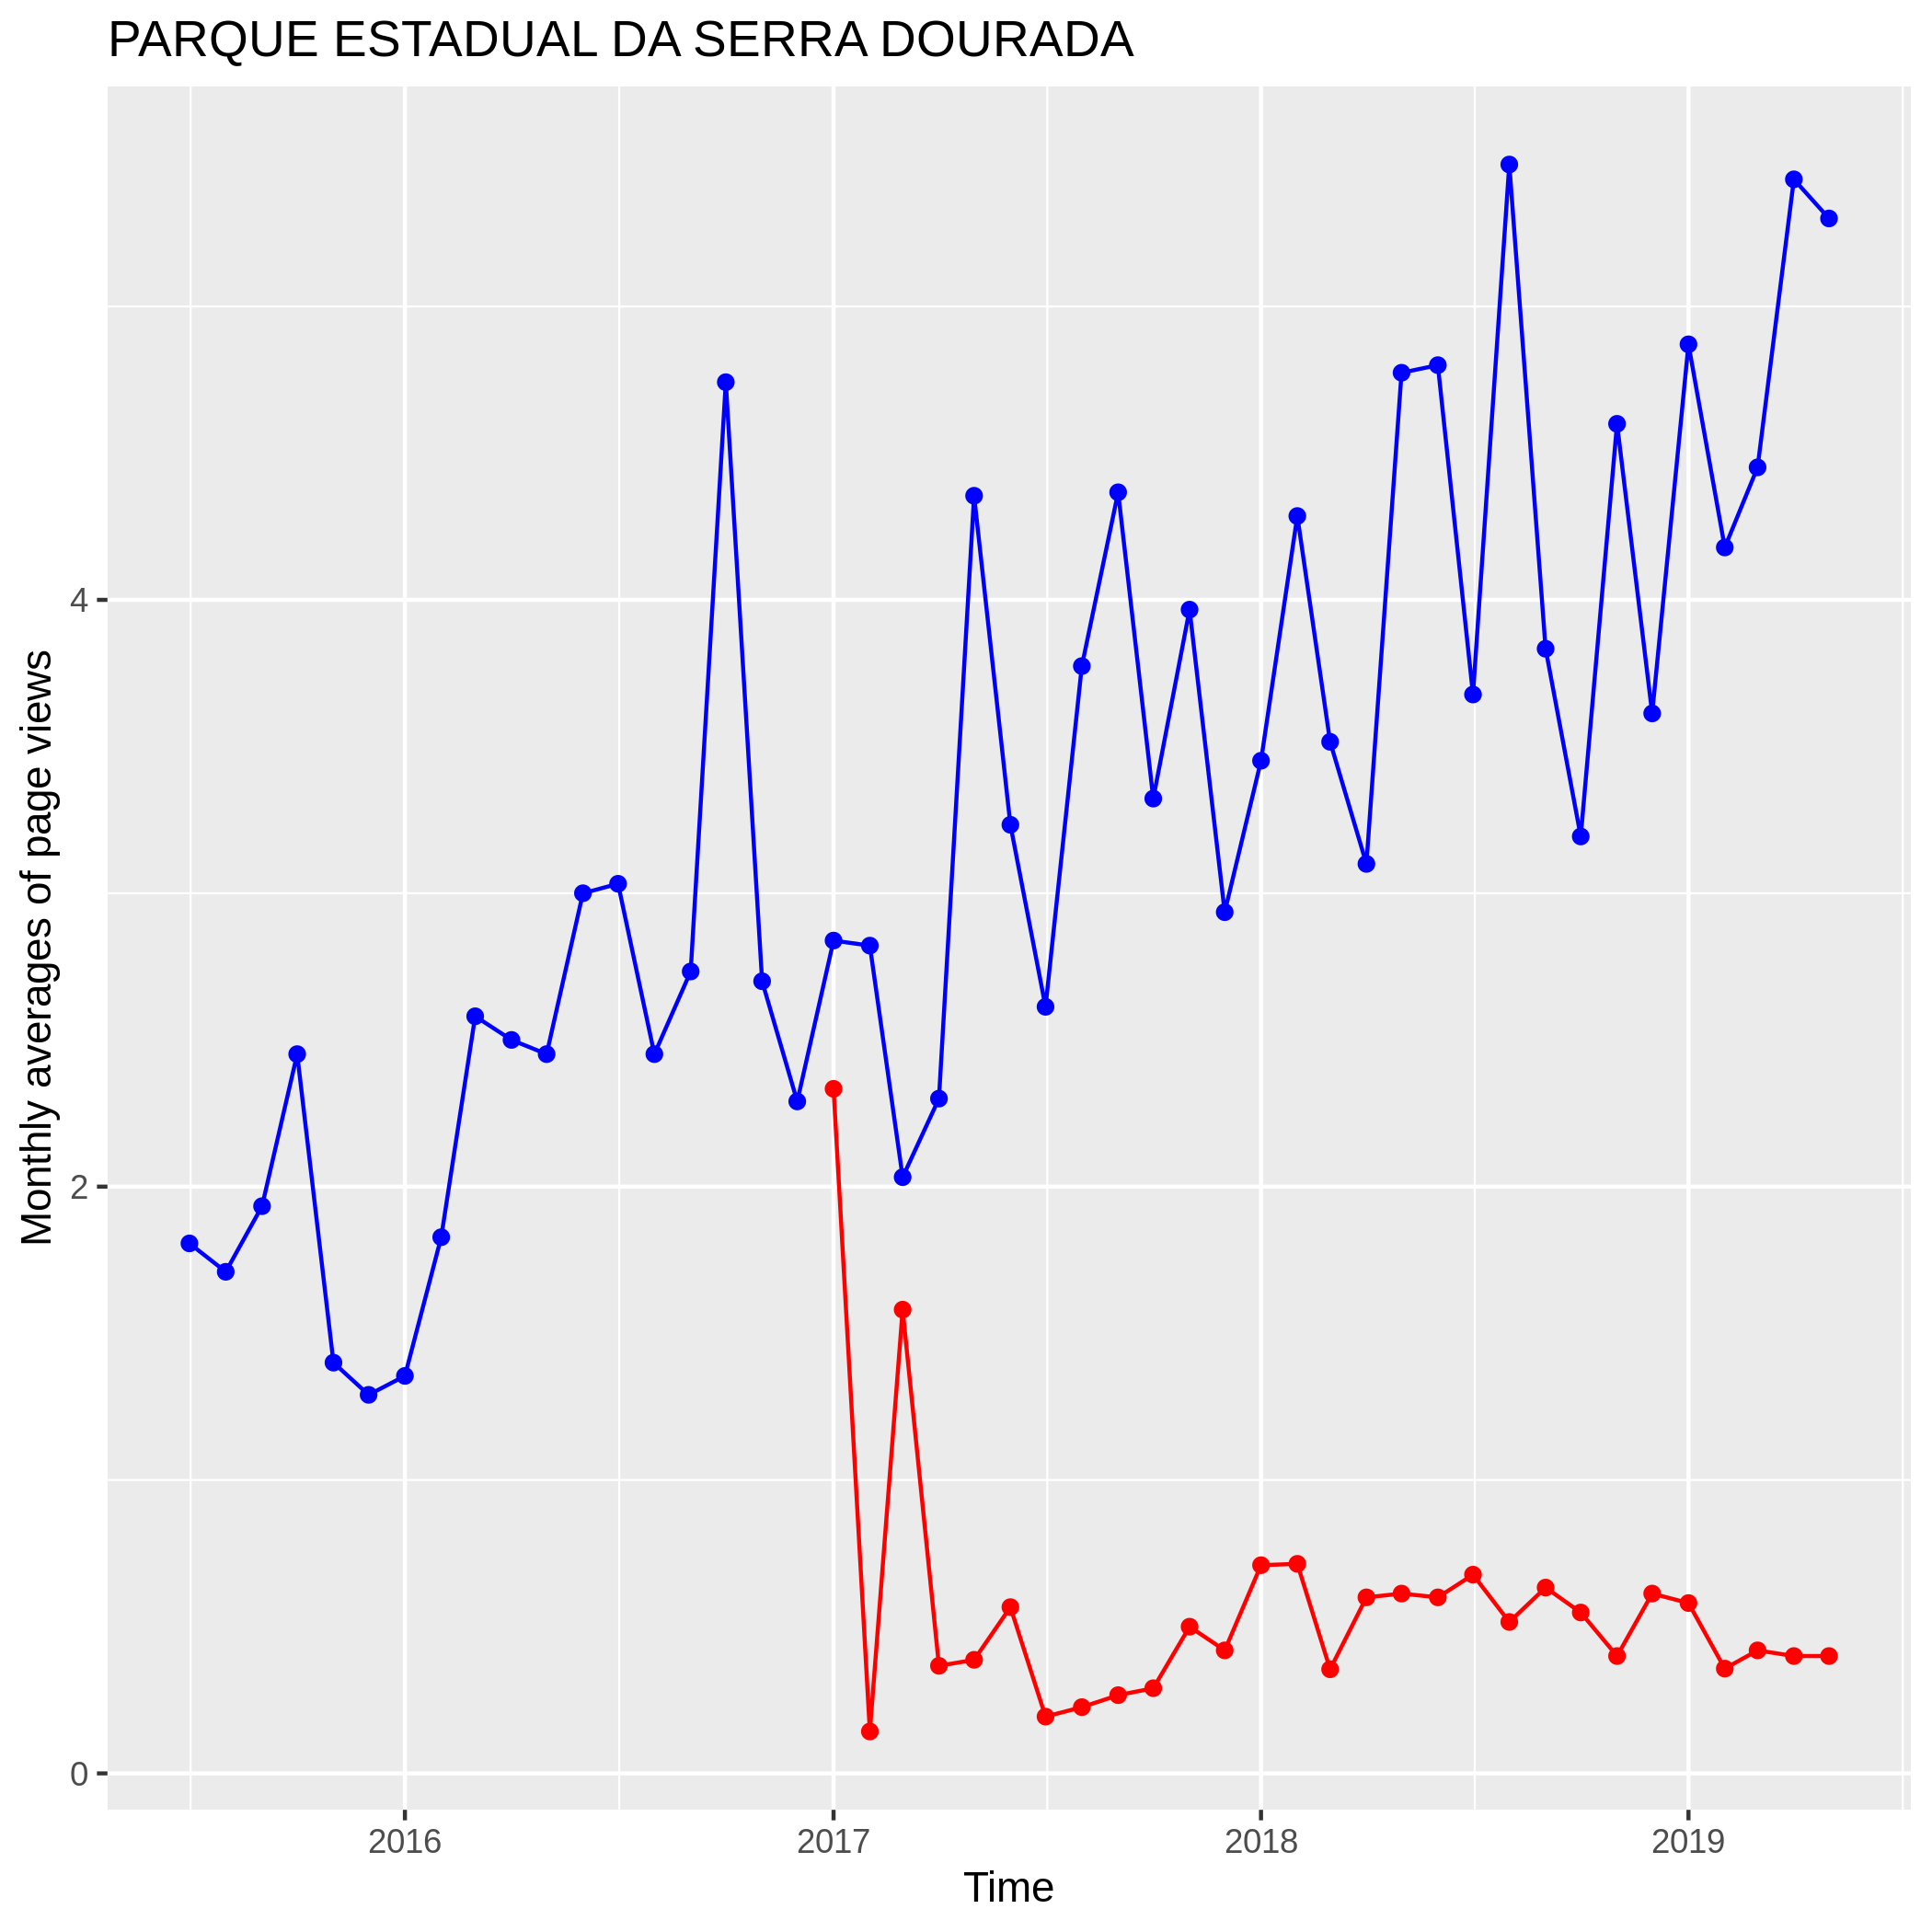 PARQUE ESTADUAL DA SERRA DOURADA
Monthly averages of page views
4
2
0
2016
2017
2018
2019
Time